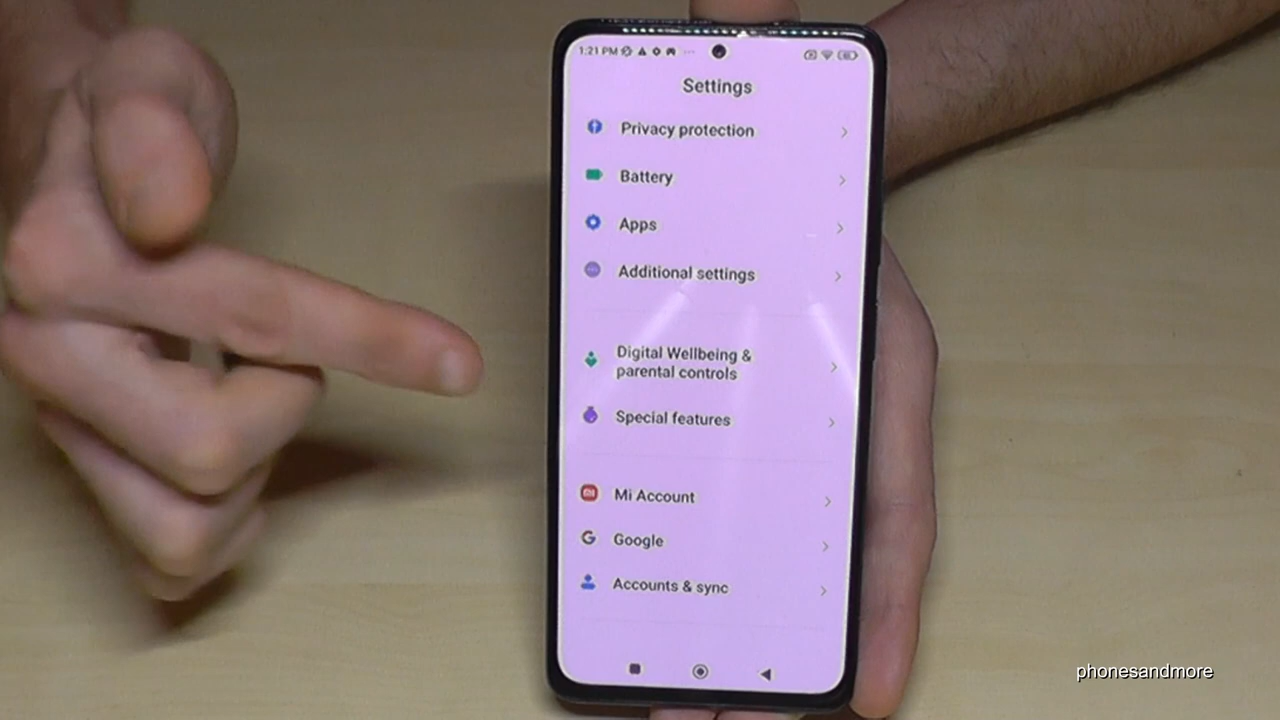 1:21 PM
Settings
Privacy protection
Battery
Apps
Additional settings
Digital Wellbeing &
parental controls
Special features
Mi Account
Google
Accounts & sync
phonesandmore